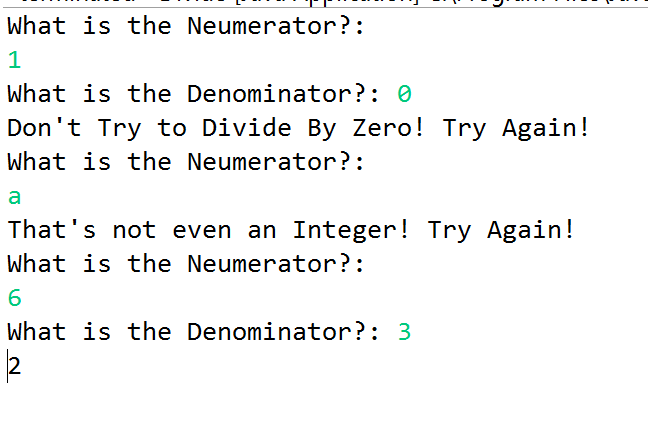 What is the Neumerator?:
1
What is the Denominator?: 0
Don't Try to Divide By Zero! Try Again!
What is the Neumerator?:
a
That's not even an Integer! Try Again!
What is the Neumerator?:
6
What is the Denominator?: 3
2